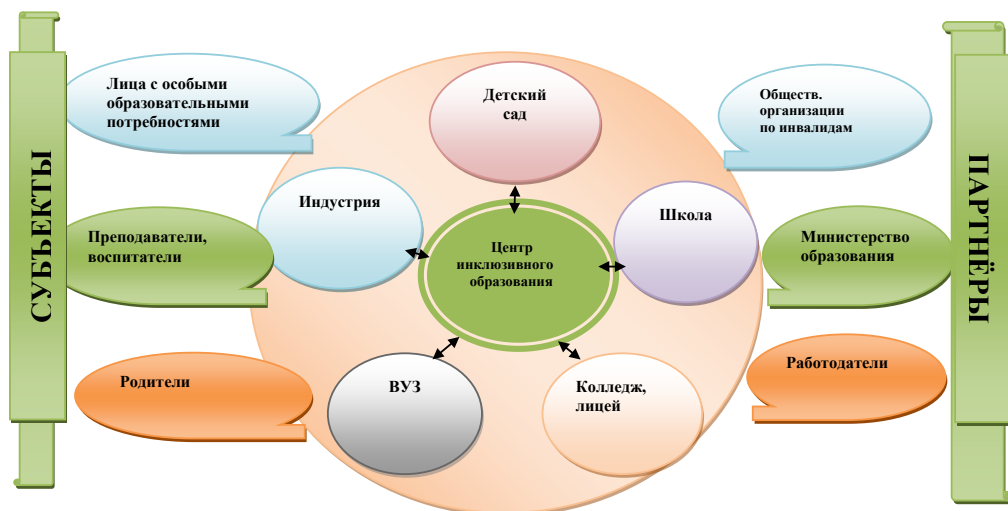 СУБЪЕКТЫ
Лица с особыми
образовательными
потребностями
Преподаватели,
воспитатели
Родители
Детский
сад
Индустрия
Школа
Центр
инклюзивного
образования
ВУЗ
Колледж,
лицей
Обществ.
организации
по инвалидам
Министерство
образования
Работодатели
ПАРТНЁРЫ